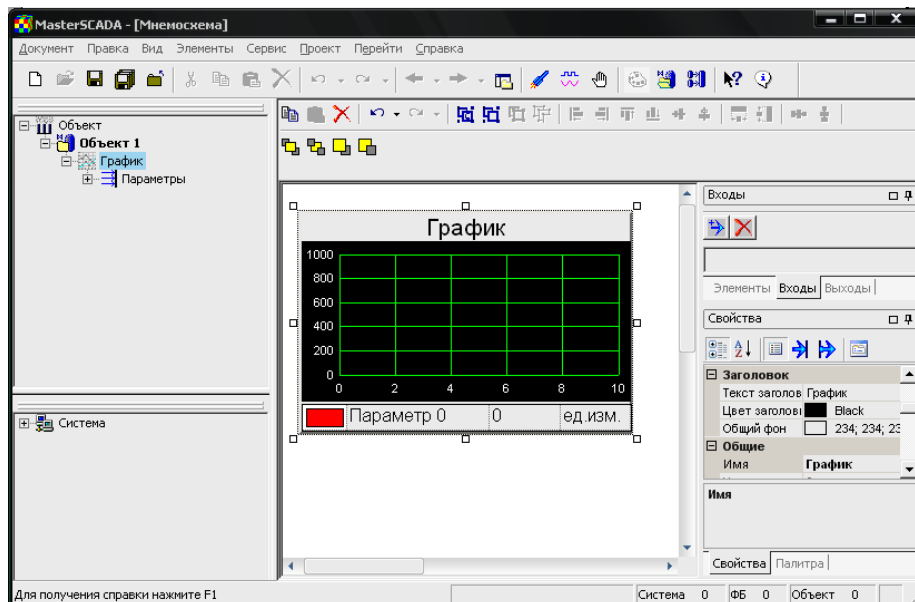 MasterSCADA - [Мнемосхема]
Документ Правка Вид Элементы Сервис Проект Перейти Справка
Объект
Объект 1
График
Параметры
Система
График
1000
800
600
400
200
0
0 2 4 6 8 10
Параметр 0 0 ед.изм.
Входы
Элементы Входы Выходы
Свойства
Заголовок
Текст заголов График
Цвет заголові Black
Общий фон 234; 234; 23
Общие
Имя График
Имя
Свойства Палитра
Для получения справки нажмите F1
Система 0 ФБ 0 Объект 0